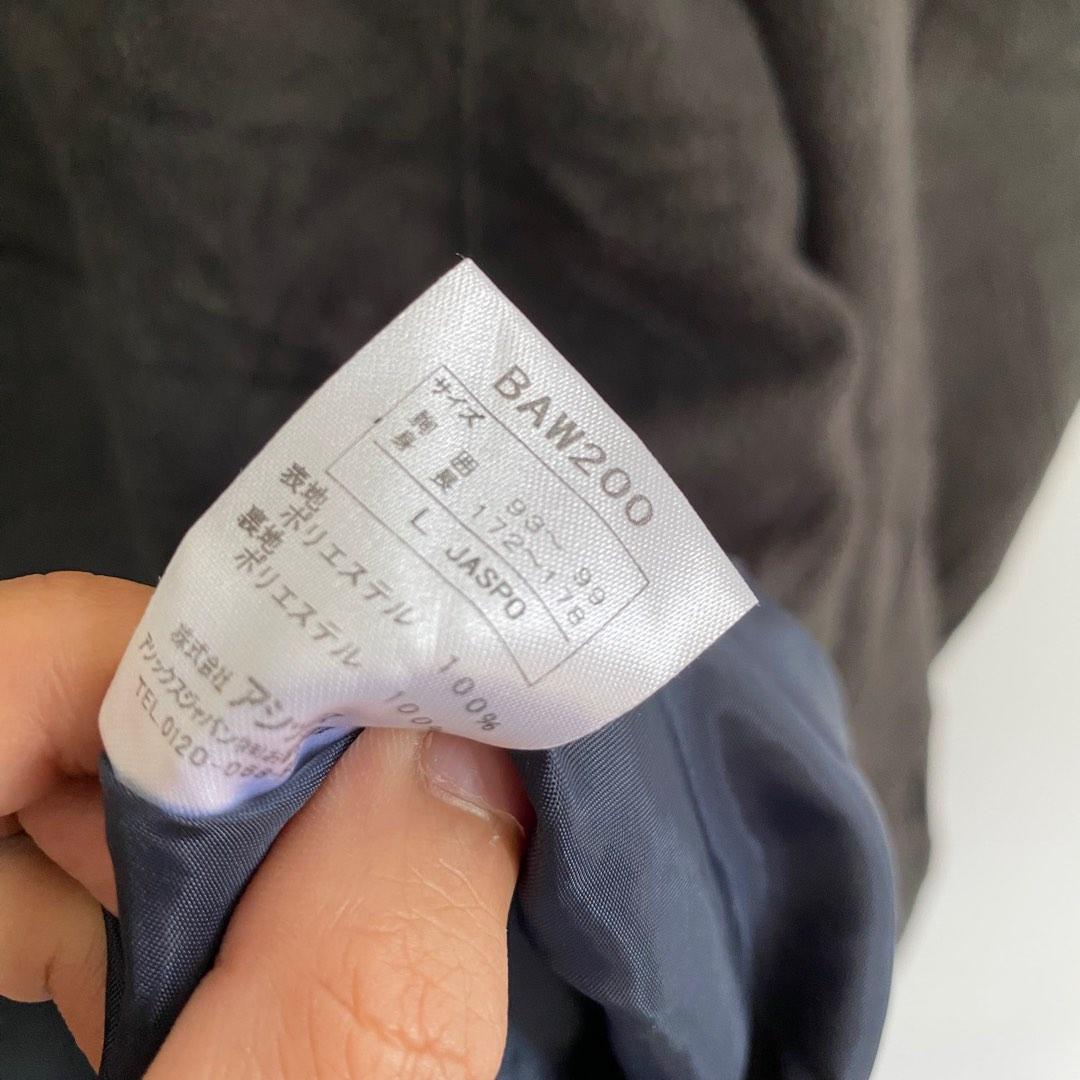 BAW200
サイズ
胸 囲 93～ 99
身 長 172～178
L JASPO
表地
ポリエステル 100%
裏地
ポリエステル 100%
株式会社 アシッ
アシックスジャパン
TEL.0120-068